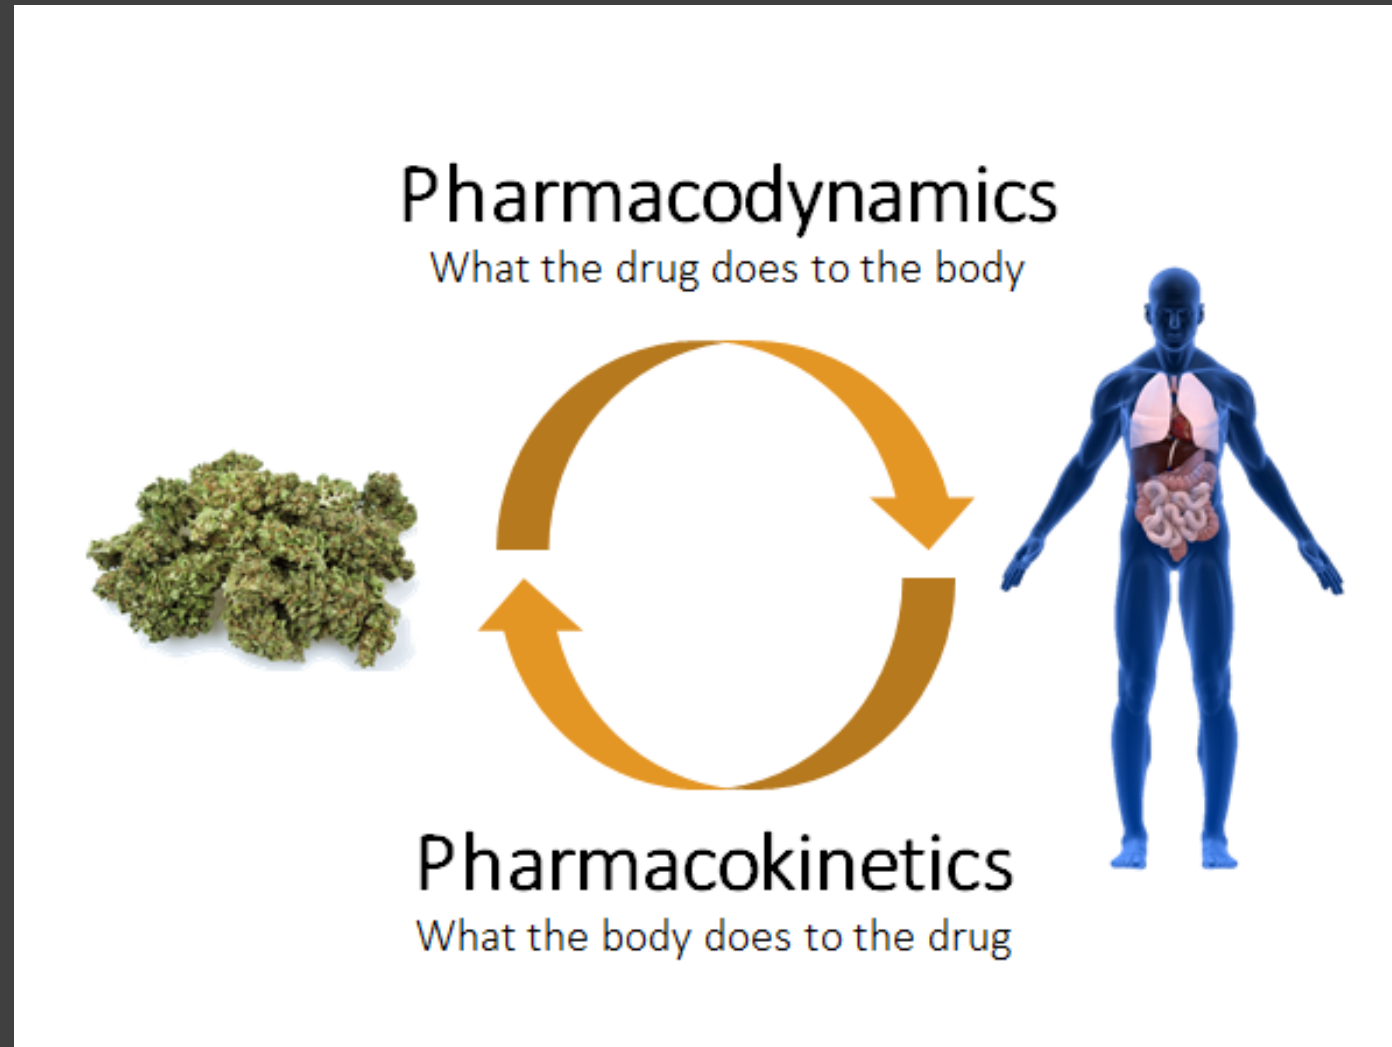 Pharmacodynamics
What the drug does to the body
Pharmacokinetics
What the body does to the drug